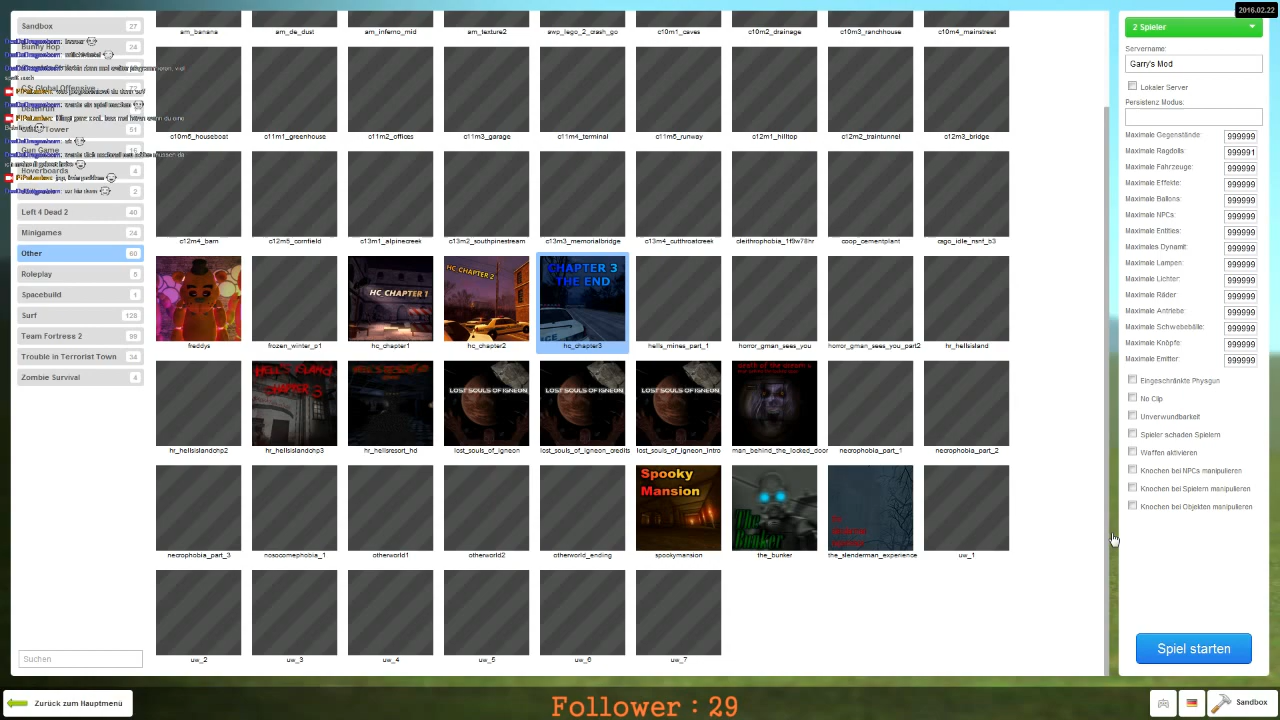 2016.02.22
Sandbox 27
Bunny Hop 24
CS: Global Offensive
51
Gun Game
Hoverboards 4
2
Left 4 Dead 2 40
Minigames 24
Other 60
Roleplay
Spacebuild 1
Surf 128
Team Fortress 2 99
Trouble in Terrorist Town 34
Zombie Survival 4
Suchen
am_banana am_de_dust am_inferno_mid am_texture2 awp_lego_2_crash_go c10m1_caves c10m2_drainage c10m3_ranchhouse c10m4_mainstreet
c10m5_houseboat c11m1_greenhouse c11m2_offices c11m3_garage c11m4_terminal c11m5_runway c12m1_hilltop c12m2_traintunnel c12m3_bridge
c12m4_barn c12m5_cornfield c13m1_alpinecreek c13m2_southpinestream c13m3_memorialbridge c13m4_cutthroatcreek coop_cementplant
HC CHAPTER 1
HC CHAPTER 2
CHAPTER 3
THE END
freddys frozen_winter_p1 hc_chapter1 hc_chapter2 hc_chapter3 hells_mines_part_1 horror_gman_sees_you horror_gman_sees_you_part2 hr_hellsisland
HELL'S ISLAND
CHAPTER 3
LOST SOULS OF IGNEON
LOST SOULS OF IGNEON
LOST SOULS OF IGNEON
hr_hellsislandchp2 hr_hellsislandchp3 hr_hellsresort_hd lost_souls_of_igneon lost_souls_of_igneon_credits lost_souls_of_igneon_intro man_behind_the_locked_door necrophobia_part_1 necrophobia_part_2
Spooky
Mansion
The
Bunker
necrophobia_part_3 nosocomephobia_1 otherworld1 otherworld2 otherworld_ending spookymansion the_bunker the_slenderman_experience uw_1
uw_2 uw_3 uw_4 uw_5 uw_6 uw_7
2 Spieler
Servername:
Garry's Mod
Lokaler Server
Persistenz Modus:
Maximale Gegenstände: 999999
Maximale Ragdolls: 999991
Maximale Fahrzeuge: 999999
Maximale Effekte: 999999
Maximale Ballons: 999999
Maximale NPCs: 999999
Maximale Entities: 999999
Maximales Dynamit: 999999
Maximale Lampen: 999999
Maximale Lichter: 999999
Maximale Räder: 999999
Maximale Antriebe: 999999
Maximale Schwebebälle: 999999
Maximale Knöpfe: 999999
Maximale Emitter: 999999
Eingeschränkte Physgun
No Clip
Unverwundbarkeit
Spieler schaden Spielern
Waffen aktivieren
Knochen bei NPCs manipulieren
Knochen bei Spielern manipulieren
Knochen bei Objekten manipulieren
Spiel starten
Zurück zum Hauptmenü
Follower : 29
Sandbox